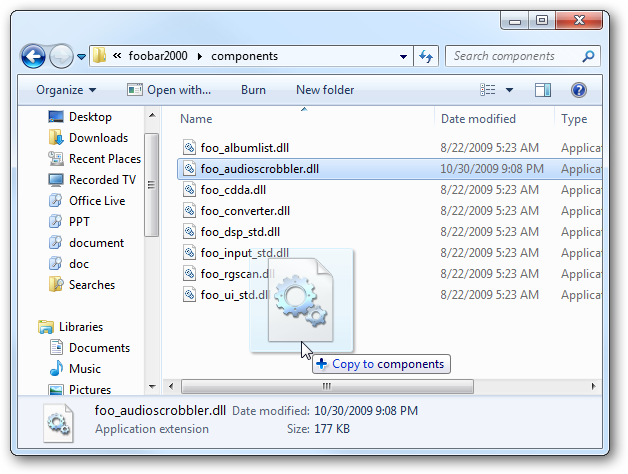 « foobar2000 components Search components
Organize Open with... Burn New folder
Desktop
Downloads
Recent Places
Recorded TV
Office Live
PPT
document
doc
Searches
Libraries
Documents
Music
Pictures
Name Date modified Type
foo_albumlist.dll 8/22/2009 5:23 AM Applica
foo_audioscrobbler.dll 10/30/2009 9:08 PM Applica
foo_cdda.dll 8/22/2009 5:23 AM Applica
foo_converter.dll 8/22/2009 5:23 AM Applica
foo_dsp_std.dll 8/22/2009 5:23 AM Applica
foo_input_std.dll 8/22/2009 5:23 AM Applica
foo_rgscan.dll 8/22/2009 5:23 AM Applica
foo_ui_std.dll 8/22/2009 5:23 AM Applica
Copy to components
foo_audioscrobbler.dll Date modified: 10/30/2009 9:08 PM
Application extension Size: 177 KB